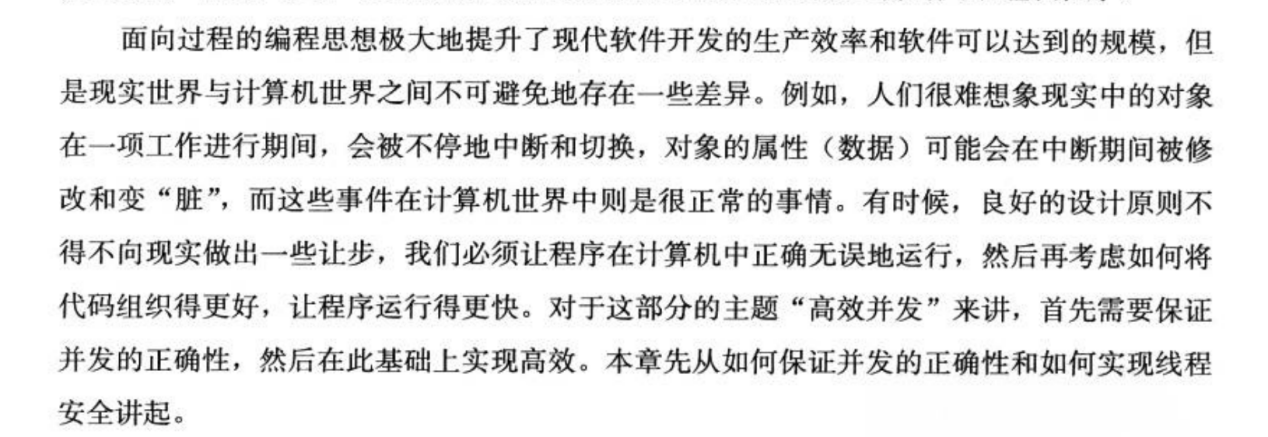 面向过程的编程思想极大地提升了现代软件开发的生产效率和软件可以达到的规模，但
是现实世界与计算机世界之间不可避免地存在一些差异。例如，人们很难想象现实中的对象
在一项工作进行期间，会被不停地中断和切换，对象的属性（数据）可能会在中断期间被修
改和变“脏”，而这些事件在计算机世界中则是很正常的事情。有时候，良好的设计原则不
得不向现实做出一些让步，我们必须让程序在计算机中正确无误地运行，然后再考虑如何将
代码组织得更好，让程序运行得更快。对于这部分的主题“高效并发”来讲，首先需要保证
并发的正确性，然后在此基础上实现高效。本章先从如何保证并发的正确性和如何实现线程
安全讲起。